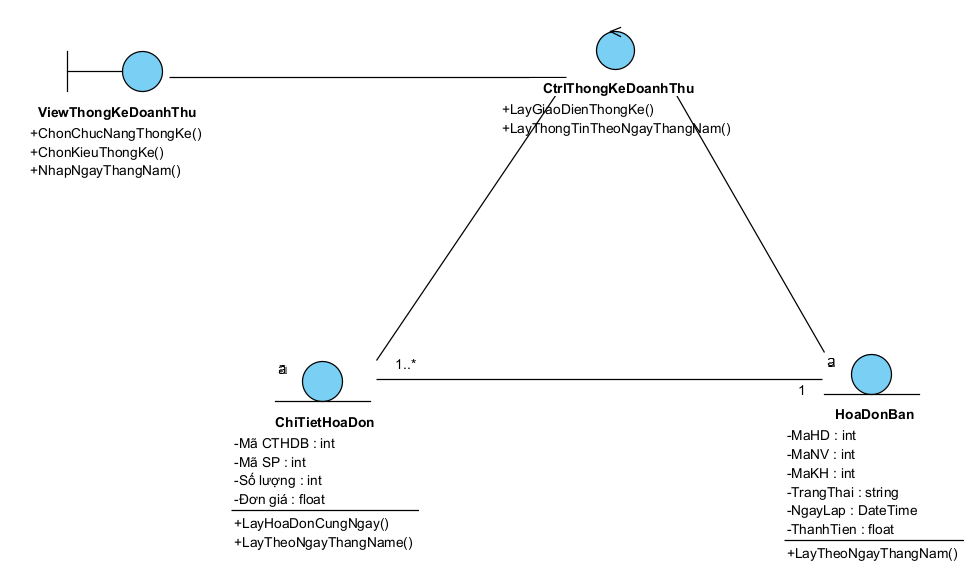 ViewThongKeDoanhThu
+ChonChucNangThongKe()
+ChonKieuThongKe()
+NhapNgayThangNam()
CtrlThongKeDoanhThu
+LayGiaoDienThongKe()
+LayThongTinTheoNgayThangNam()
1..*
1
a
ChiTietHoaDon
-Mã CTHDB : int
-Mã SP : int
-Số lượng : int
-Đơn giá : float
+LayHoaDonCungNgay()
+LayTheoNgayThangName()
HoaDonBan
-MaHD : int
-MaNV : int
-MaKH : int
-TrangThai : string
-NgayLap : DateTime
-ThanhTien : float
+LayTheoNgayThangNam()